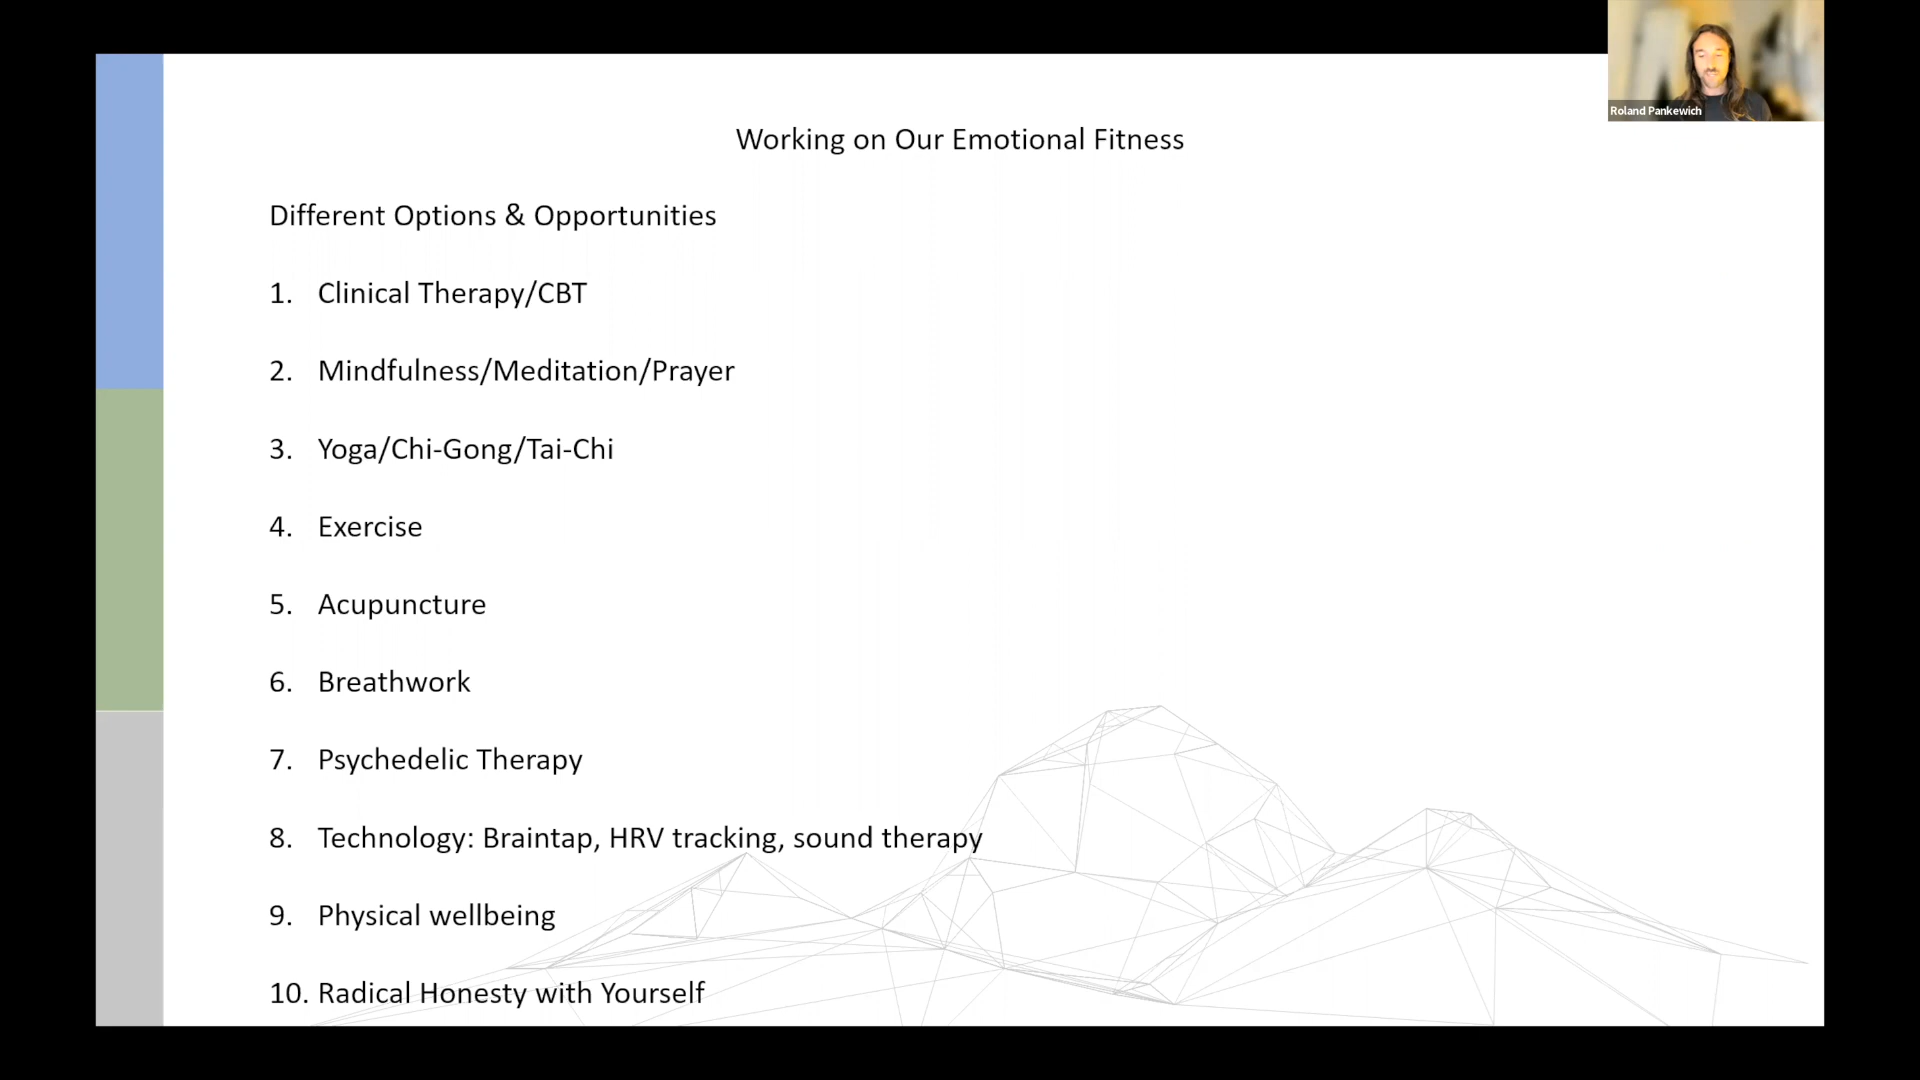 Roland Pankewich
Working on Our Emotional Fitness
Different Options & Opportunities
1. Clinical Therapy/CBT
2. Mindfulness/Meditation/Prayer
3. Yoga/Chi-Gong/Tai-Chi
4. Exercise
5. Acupuncture
6. Breathwork
7. Psychedelic Therapy
8. Technology: Braintap, HRV tracking, sound therapy
9. Physical wellbeing
10. Radical Honesty with Yourself